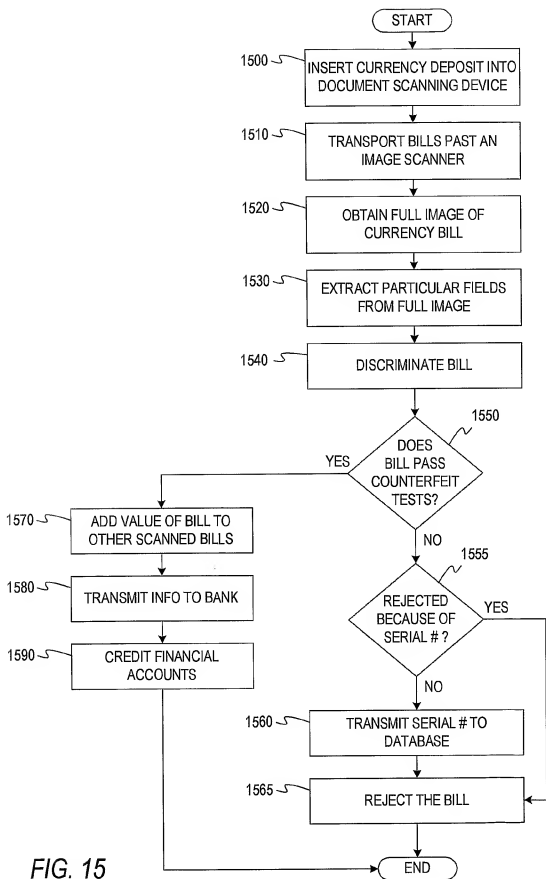 START
1500
INSERT CURRENCY DEPOSIT INTO
DOCUMENT SCANNING DEVICE
1510
TRANSPORT BILLS PAST AN
IMAGE SCANNER
1520
OBTAIN FULL IMAGE OF
CURRENCY BILL
1530
EXTRACT PARTICULAR FIELDS
FROM FULL IMAGE
1540
DISCRIMINATE BILL
1550
DOES
BILL PASS
COUNTERFEIT
TESTS?
YES
NO
1570
ADD VALUE OF BILL TO
OTHER SCANNED BILLS
1580
TRANSMIT INFO TO BANK
1590
CREDIT FINANCIAL
ACCOUNTS
1555
REJECTED
BECAUSE OF
SERIAL # ?
YES
NO
1560
TRANSMIT SERIAL # TO
DATABASE
1565
REJECT THE BILL
END
FIG. 15